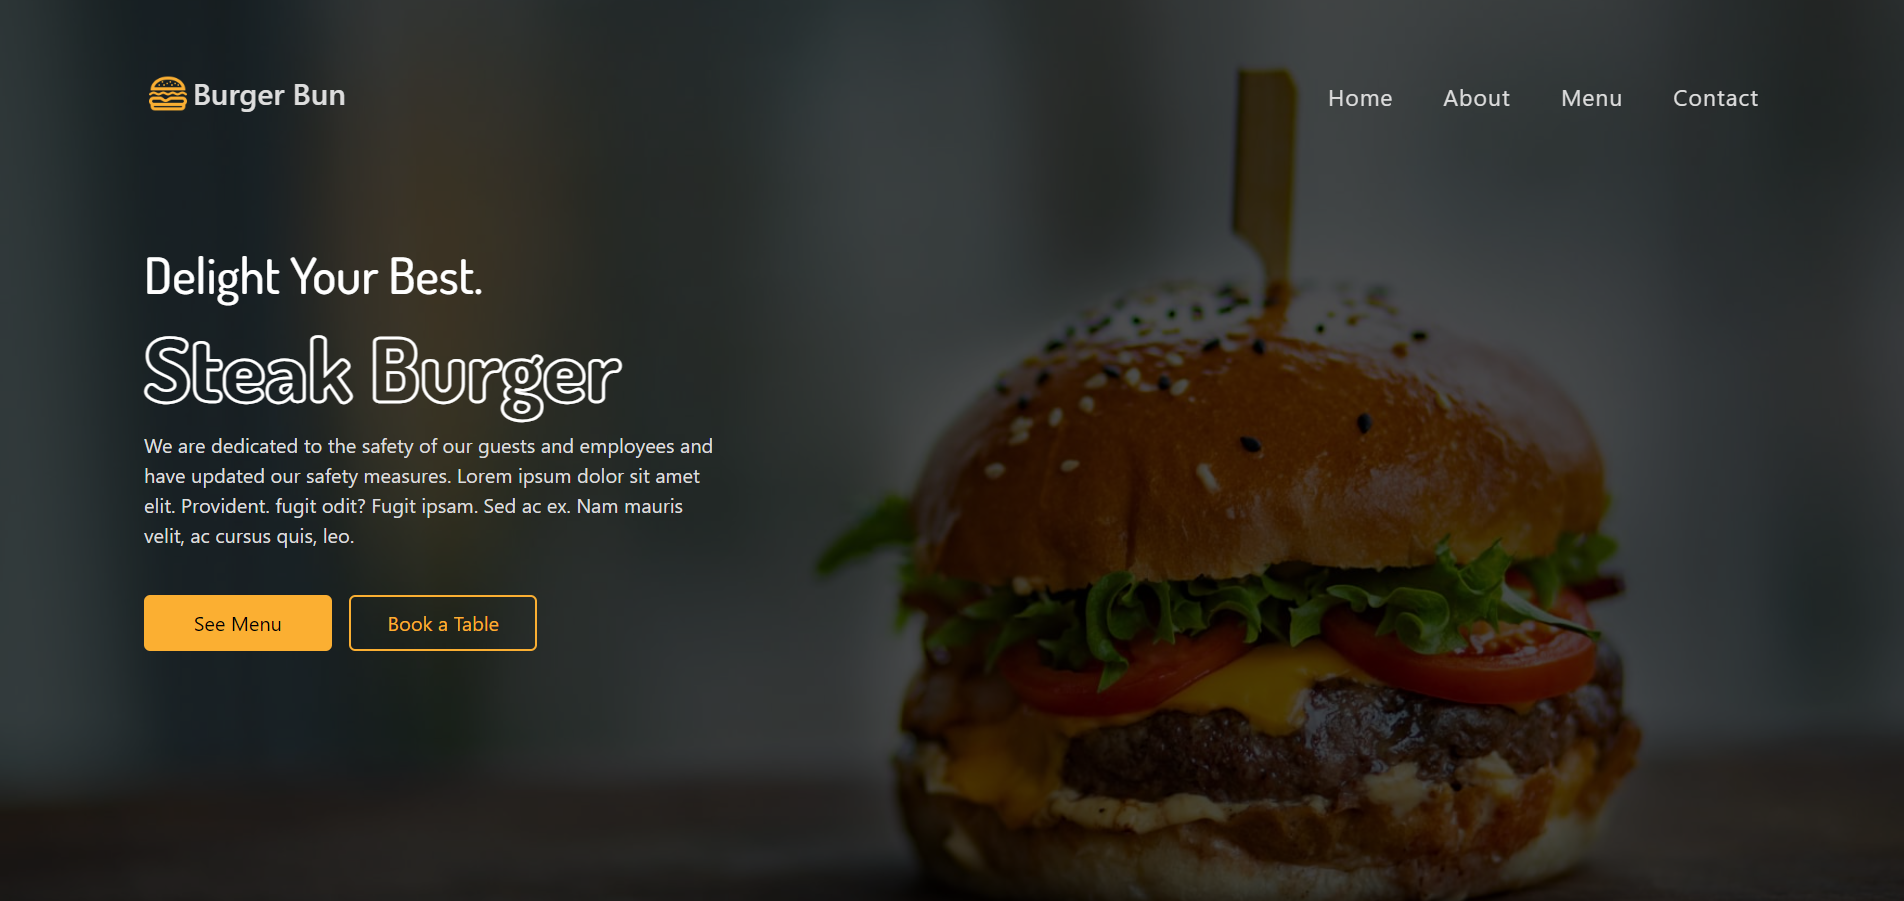 Burger Bun
Home About Menu Contact
Delight Your Best.
Steak Burger
We are dedicated to the safety of our guests and employees and
have updated our safety measures. Lorem ipsum dolor sit amet
elit. Provident. fugit odit? Fugit ipsam. Sed ac ex. Nam mauris
velit, ac cursus quis, leo.
See Menu
Book a Table